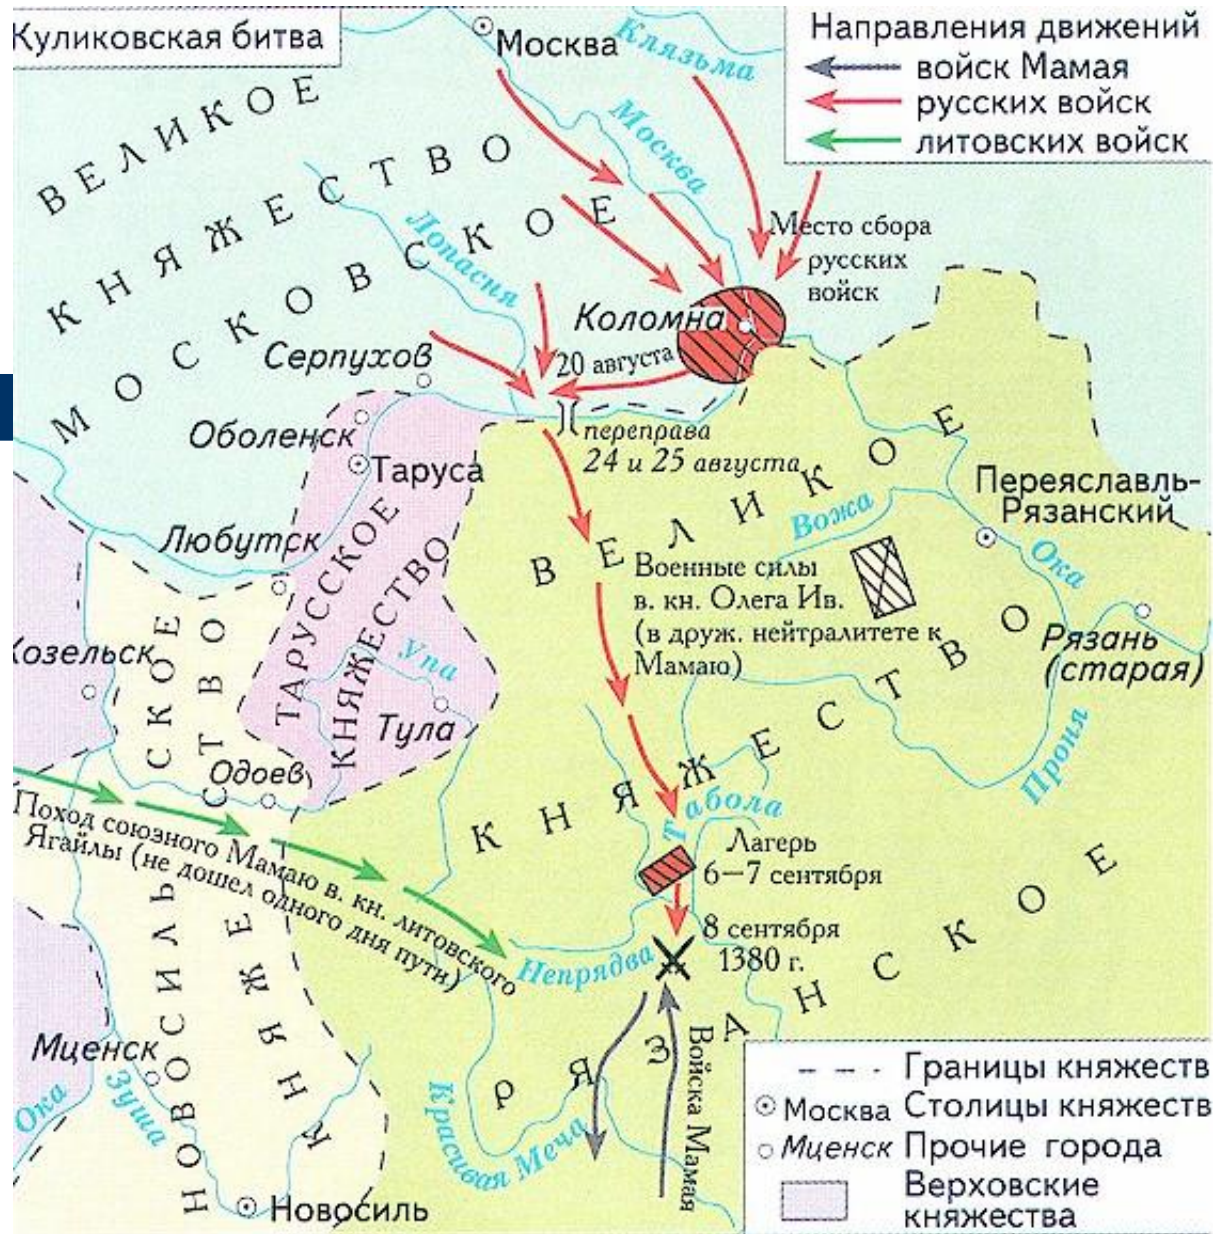 Куликовская битва
Москва
Клязьма
Направления движений
войск Мамая
русских войск
литовских войск
Москва
ВЕЛИКОЕ
КНЯЖЕСТВО
МОСКОВСКОЕ
Лопасня
Место сбора
русских
войск
Коломна
Серпухов
20 августа
Оболенск
Таруса
переправа
24 и 25 августа
Любутск
ТАРУССКОЕ
КНЯЖЕСТВО
ВЕЛИКОЕ
КНЯЖЕСТВО
РЯЗАНСКОЕ
Вожа
Переяславль-
Рязанский
Ока
Военные силы
в. кн. Олега Ив.
(в друж. нейтралитете к
Мамаю)
Рязань
(старая)
Проня
Козельск
Упа
Тула
Одоев
НОВОСИЛЬСКОЕ
КНЯЖЕСТВО
Табола
Лагерь
6—7 сентября
Поход союзного Мамаю в. кн. литовского
Ягайлы (не дошел одного дня пути)
Непрядва
8 сентября
1380 г.
Войска Мамая
Красивая Меча
Мценск
Ока
Зуша
Новосиль
Границы княжеств
Москва Столицы княжеств
Мценск Прочие города
Верховские
княжества